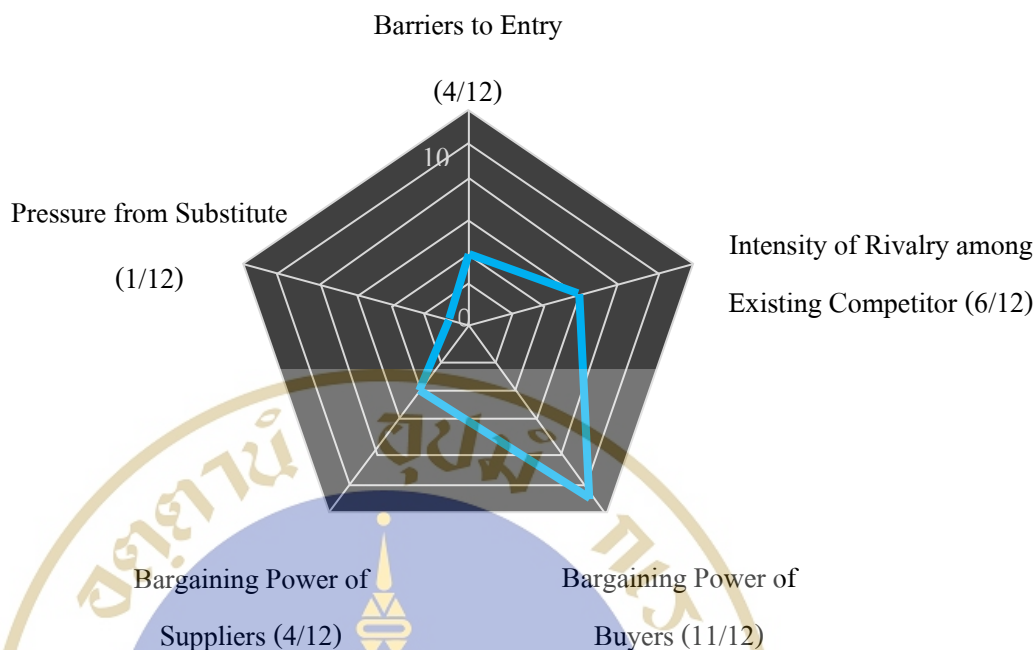 Barriers to Entry
(4/12)
10
Pressure from Substitute
(1/12)
Intensity of Rivalry among
Existing Competitor (6/12)
0
Bargaining Power of
Suppliers (4/12)
Bargaining Power of
Buyers (11/12)